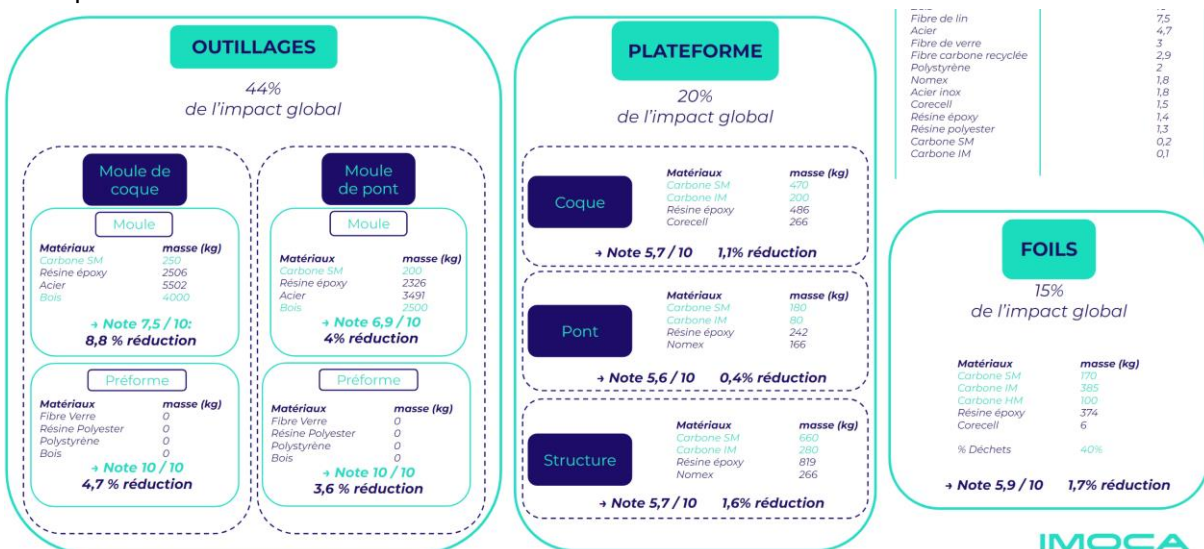 OUTILLAGES
44%
de l'impact global
Moule de
coque
Moule
Matériaux masse (kg)
Carbone SM 250
Résine époxy 2506
Acier 5502
Bois 4000
→ Note 7,5 / 10:
8,8 % réduction
Préforme
Matériaux masse (kg)
Fibre Verre 0
Résine Polyester 0
Polystyrène 0
Bois 0
→ Note 10 / 10
4,7 % réduction
Moule
de pont
Moule
Matériaux masse (kg)
Carbone SM 200
Résine époxy 2326
Acier 3491
Bois 2500
→ Note 6,9 / 10
4% réduction
Préforme
Matériaux masse (kg)
Fibre Verre 0
Résine Polyester 0
Polystyrène 0
Bois 0
→ Note 10 / 10
3,6 % réduction
PLATEFORME
20%
de l'impact global
Coque
Matériaux masse (kg)
Carbone SM 470
Carbone IM 200
Résine époxy 486
Corecell 266
→ Note 5,7 / 10 1,1% réduction
Pont
Matériaux masse (kg)
Carbone SM 180
Carbone IM 80
Résine époxy 242
Nomex 166
→ Note 5,6 / 10 0,4% réduction
Structure
Matériaux masse (kg)
Carbone SM 660
Carbone IM 280
Résine époxy 819
Nomex 266
→ Note 5,7 / 10 1,6% réduction
Fibre de lin 7,5
Acier 4,7
Fibre de verre 3
Fibre carbone recyclée 2,9
Polystyrène 2
Nomex 1,8
Acier inox 1,8
Corecell 1,5
Résine époxy 1,4
Résine polyester 1,3
Carbone SM 0,2
Carbone IM 0,1
FOILS
15%
de l'impact global
Matériaux masse (kg)
Carbone SM 170
Carbone IM 385
Carbone HM 100
Résine époxy 374
Corecell 6
% Déchets 40%
→ Note 5,9 / 10 1,7% réduction
IMOCA